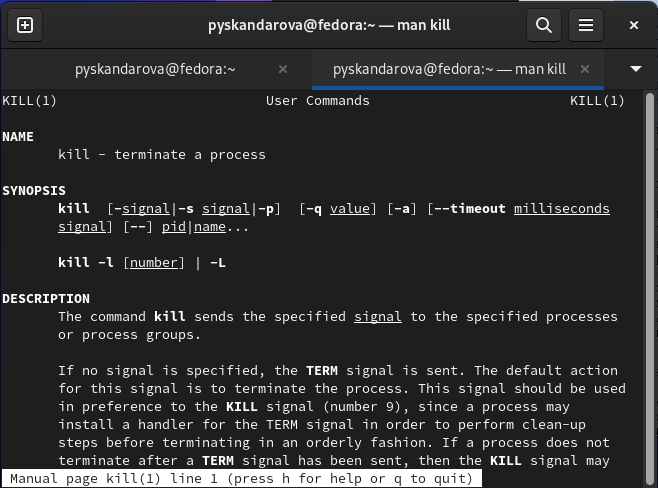 pyskandarova@fedora:~ — man kill
pyskandarova@fedora:~
pyskandarova@fedora:~ — man kill
KILL(1) User Commands KILL(1)
NAME
kill - terminate a process
SYNOPSIS
kill [-signal|-s signal|-p] [-q value] [-a] [--timeout milliseconds
signal] [--] pid|name...
kill -l [number] | -L
DESCRIPTION
The command kill sends the specified signal to the specified processes
or process groups.
If no signal is specified, the TERM signal is sent. The default action
for this signal is to terminate the process. This signal should be used
in preference to the KILL signal (number 9), since a process may
install a handler for the TERM signal in order to perform clean-up
steps before terminating in an orderly fashion. If a process does not
terminate after a TERM signal has been sent, then the KILL signal may
Manual page kill(1) line 1 (press h for help or q to quit)